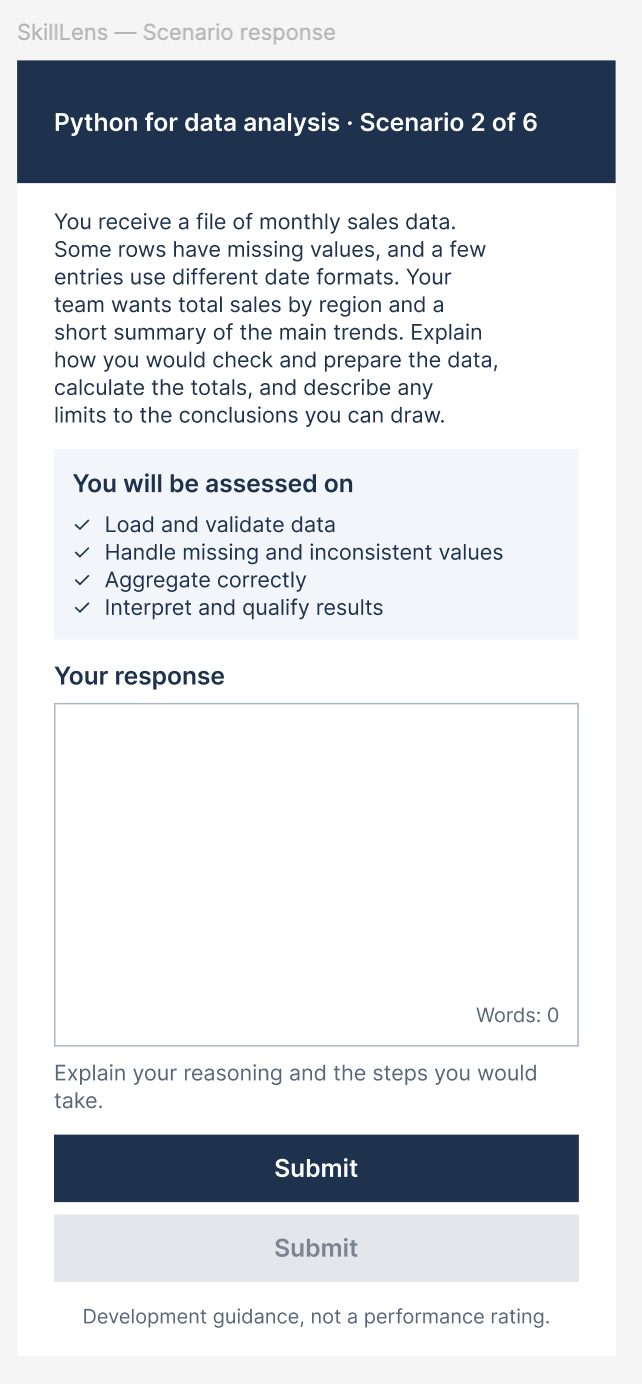 SkillLens — Scenario response
Python for data analysis · Scenario 2 of 6
You receive a file of monthly sales data.
Some rows have missing values, and a few
entries use different date formats. Your
team wants total sales by region and a
short summary of the main trends. Explain
how you would check and prepare the data,
calculate the totals, and describe any
limits to the conclusions you can draw.
You will be assessed on
✓ Load and validate data
✓ Handle missing and inconsistent values
✓ Aggregate correctly
✓ Interpret and qualify results
Your response
Words: 0
Explain your reasoning and the steps you would
take.
Submit
Submit
Development guidance, not a performance rating.